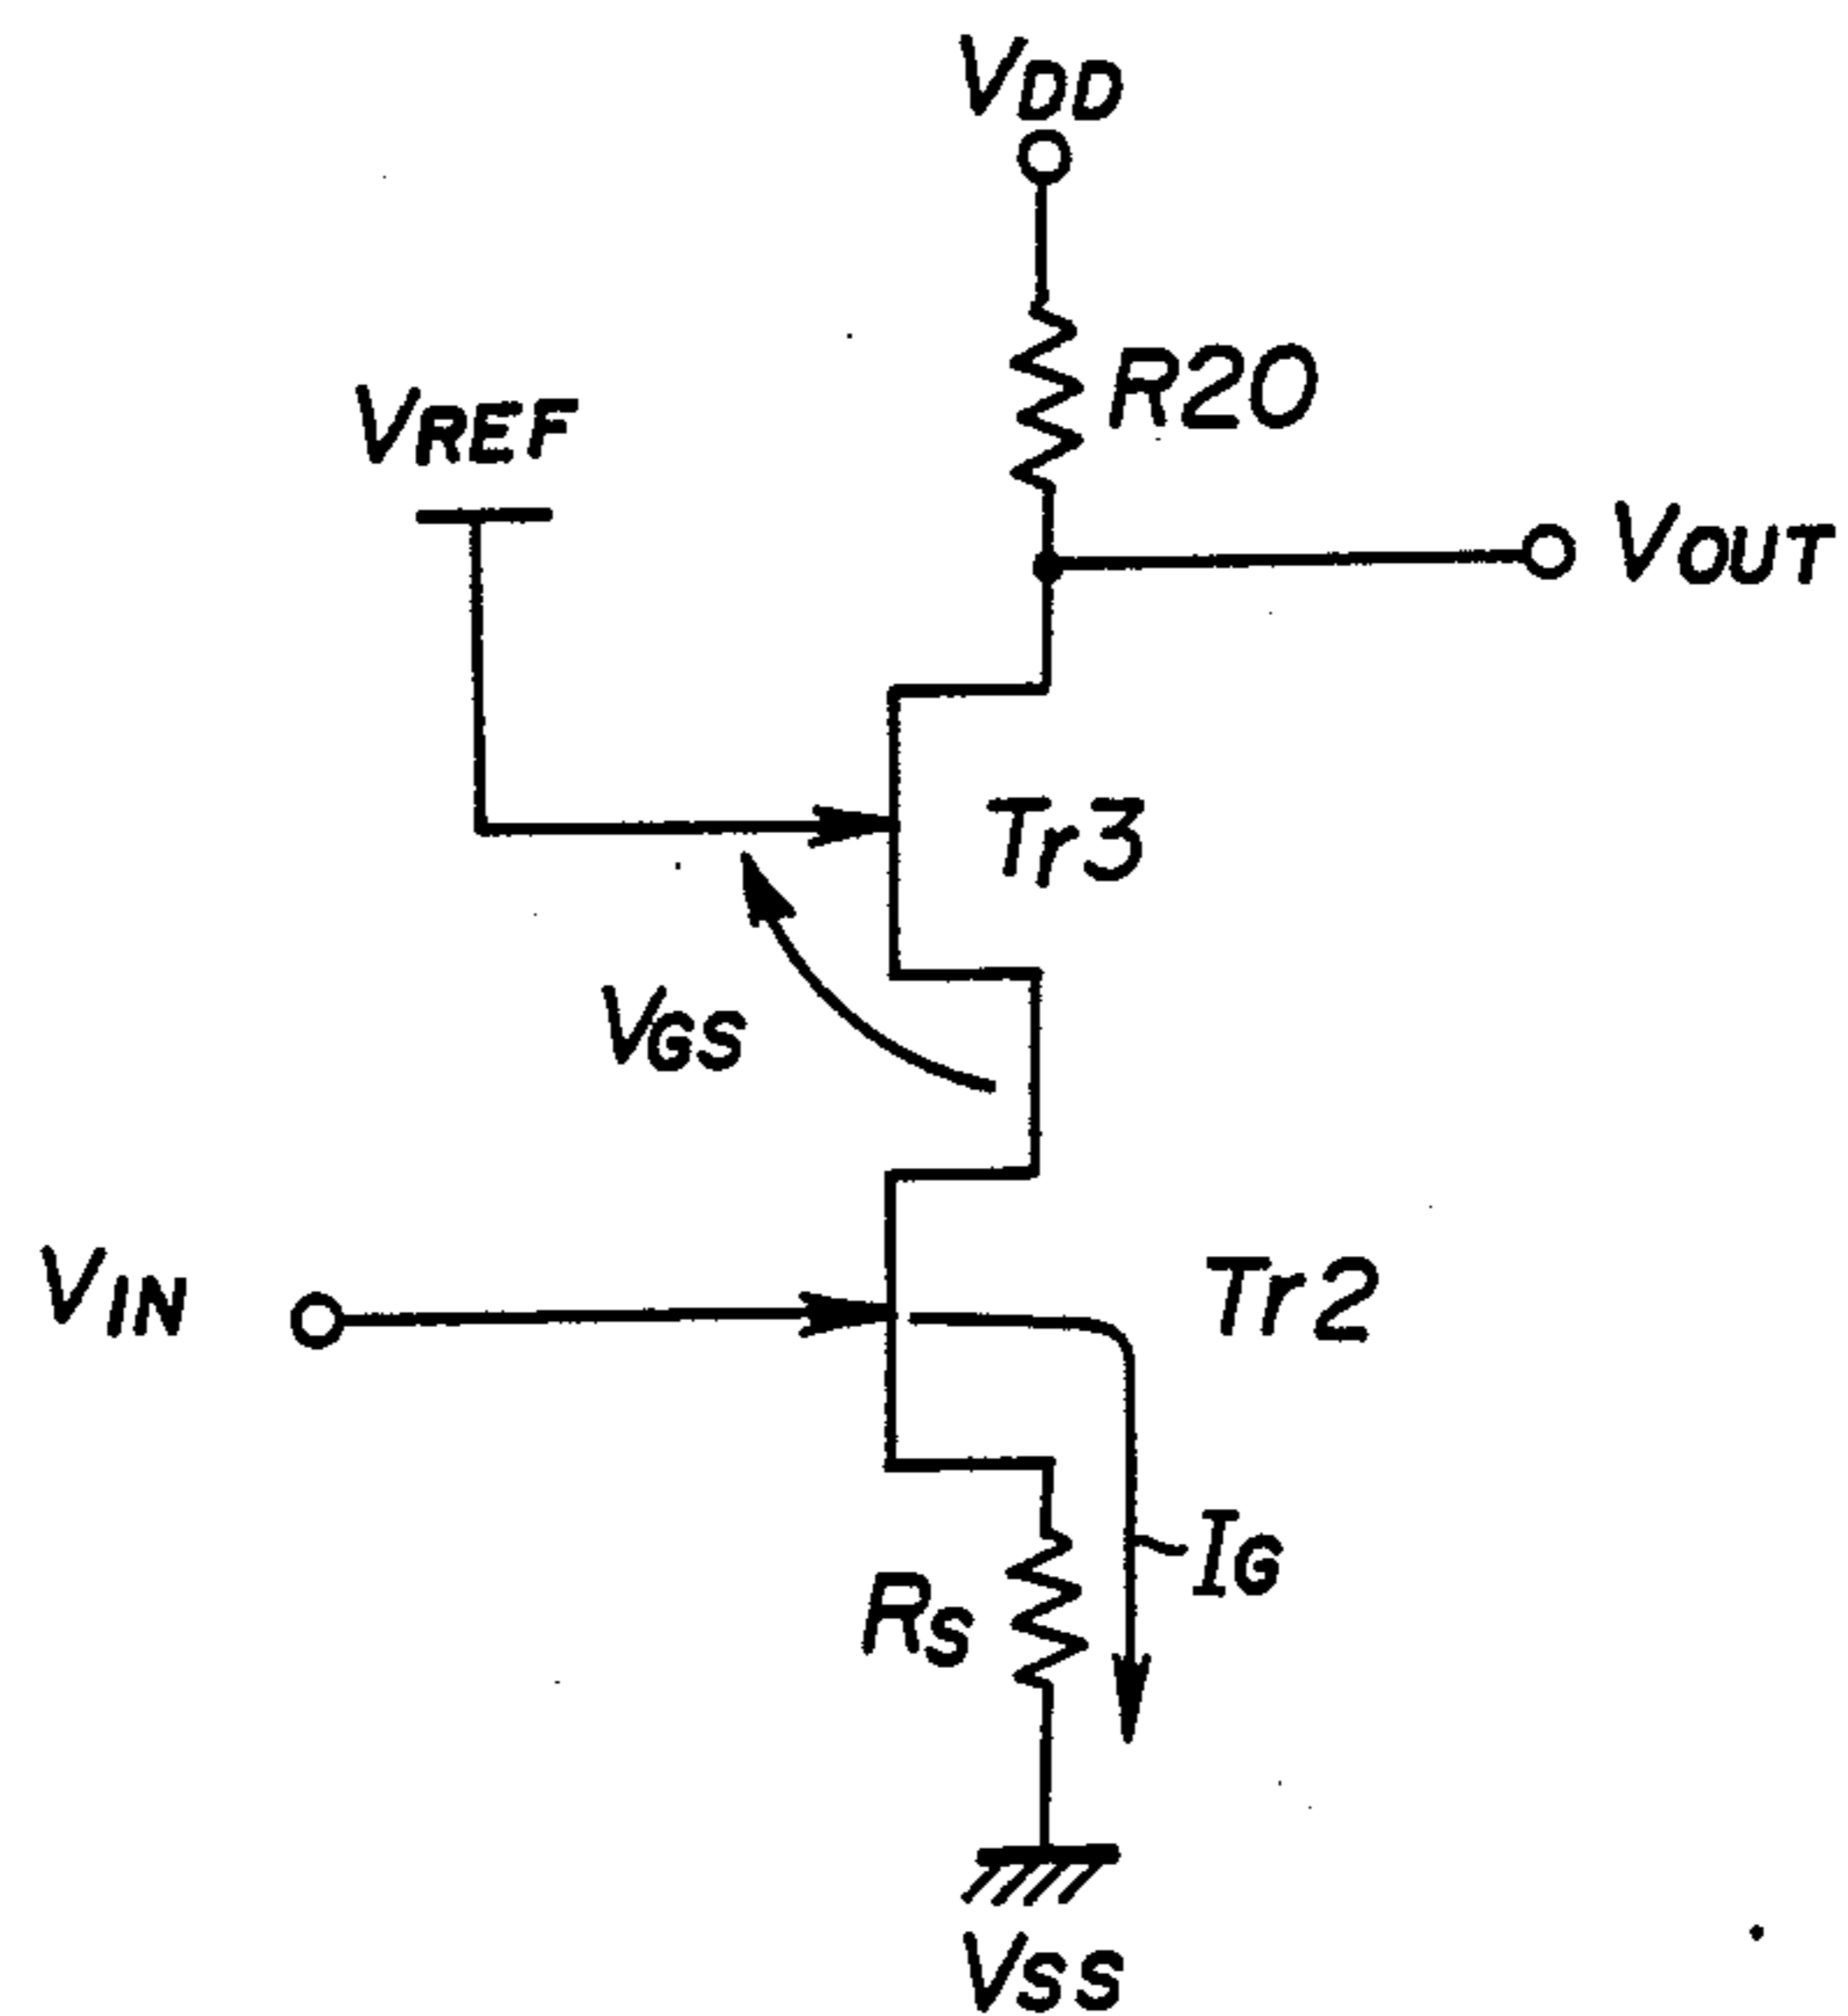 VDD
R20
VREF
VOUT
Tr3
VGS
VIN
Tr2
IG
RS
VSS